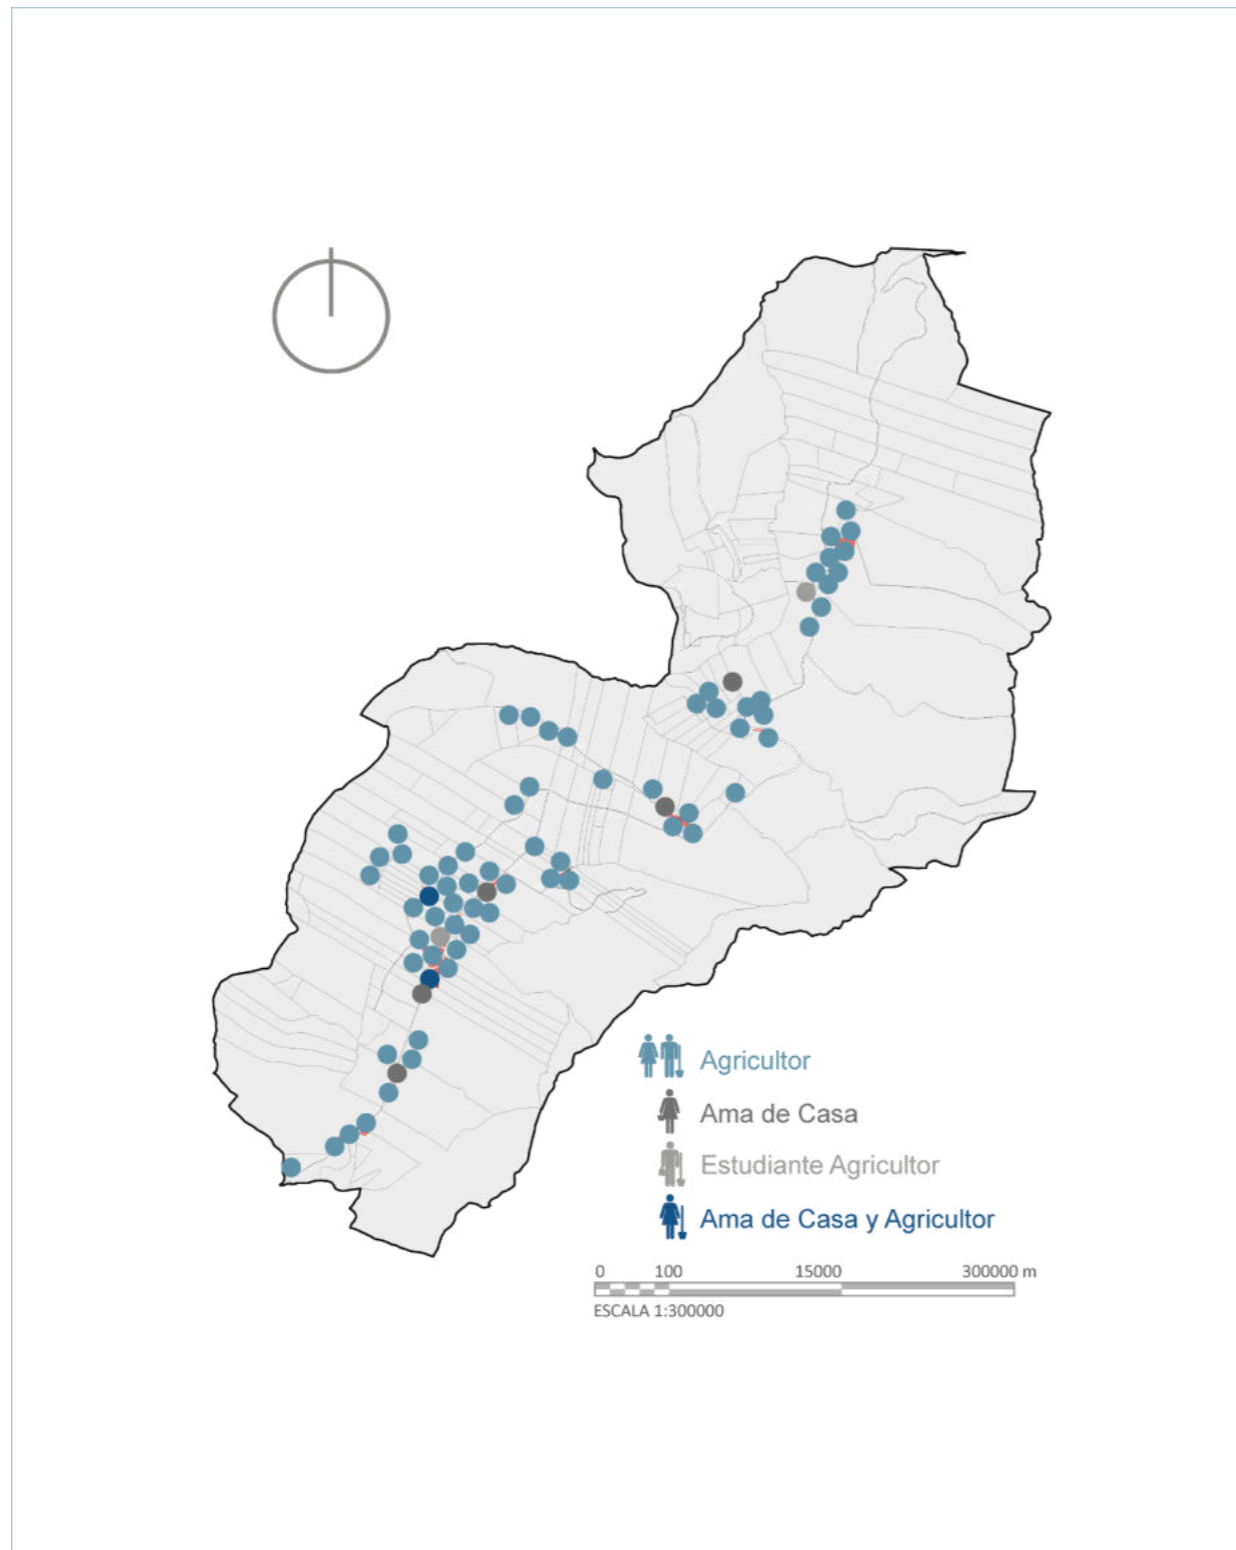 Agricultor
Ama de Casa
Estudiante Agricultor
Ama de Casa y Agricultor
0 100 15000 300000 m
ESCALA 1:300000